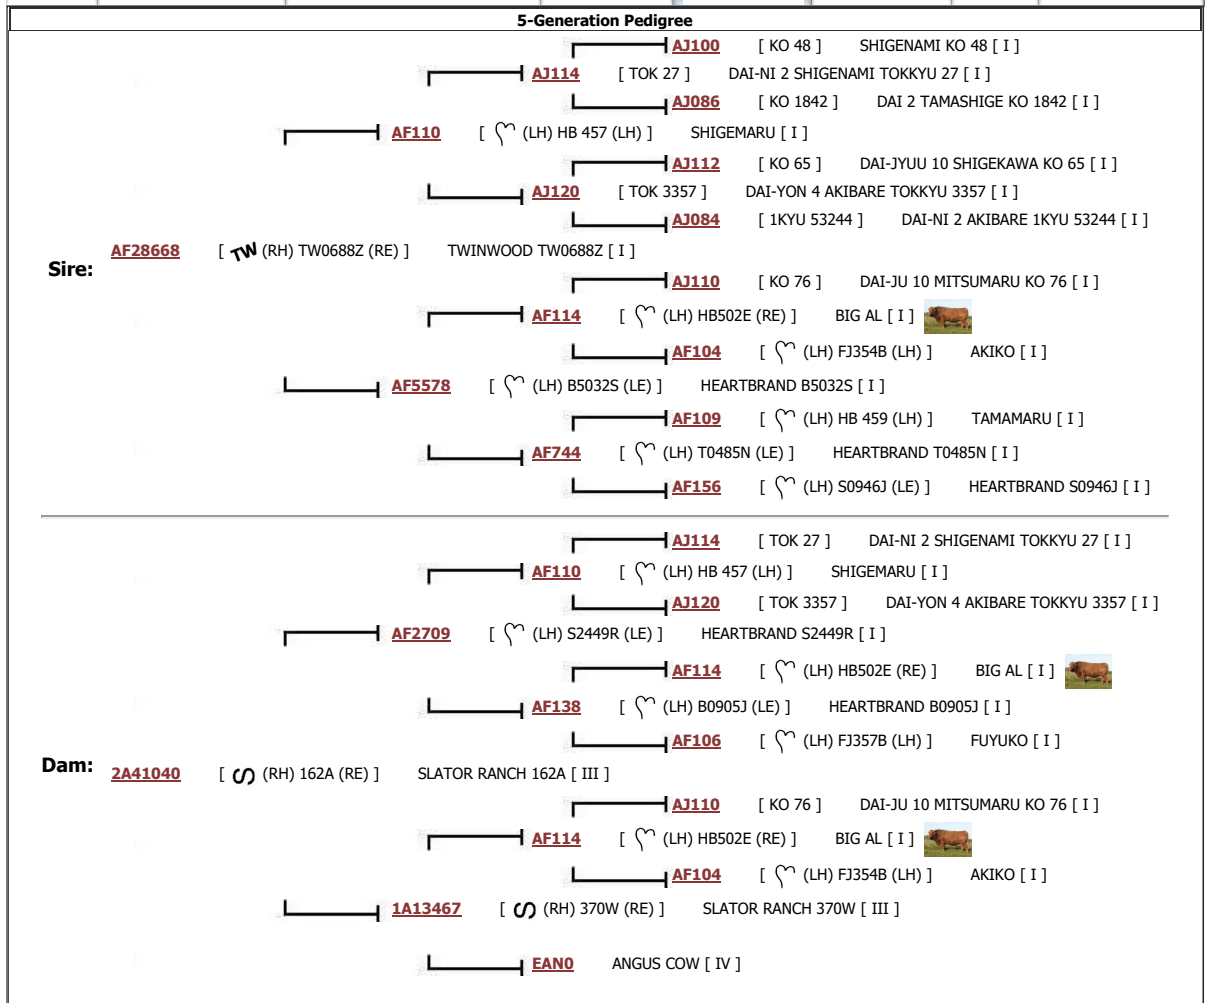 5-Generation Pedigree
AJ100 [ KO 48 ] SHIGENAMI KO 48 [ I ]
AJ114 [ TOK 27 ] DAI-NI 2 SHIGENAMI TOKKYU 27 [ I ]
AJ086 [ KO 1842 ] DAI 2 TAMASHIGE KO 1842 [ I ]
AF110 [ (LH) HB 457 (LH) ] SHIGEMARU [ I ]
AJ112 [ KO 65 ] DAI-JYUU 10 SHIGEKAWA KO 65 [ I ]
AJ120 [ TOK 3357 ] DAI-YON 4 AKIBARE TOKKYU 3357 [ I ]
AJ084 [ 1KYU 53244 ] DAI-NI 2 AKIBARE 1KYU 53244 [ I ]
Sire: AF28668 [ TW (RH) TW0688Z (RE) ] TWINWOOD TW0688Z [ I ]
AJ110 [ KO 76 ] DAI-JU 10 MITSUMARU KO 76 [ I ]
AF114 [ (LH) HB502E (RE) ] BIG AL [ I ]
AF104 [ (LH) FJ354B (LH) ] AKIKO [ I ]
AF5578 [ (LH) B5032S (LE) ] HEARTBRAND B5032S [ I ]
AF109 [ (LH) HB 459 (LH) ] TAMAMARU [ I ]
AF744 [ (LH) T0485N (LE) ] HEARTBRAND T0485N [ I ]
AF156 [ (LH) S0946J (LE) ] HEARTBRAND S0946J [ I ]
AJ114 [ TOK 27 ] DAI-NI 2 SHIGENAMI TOKKYU 27 [ I ]
AF110 [ (LH) HB 457 (LH) ] SHIGEMARU [ I ]
AJ120 [ TOK 3357 ] DAI-YON 4 AKIBARE TOKKYU 3357 [ I ]
AF2709 [ (LH) S2449R (LE) ] HEARTBRAND S2449R [ I ]
AF114 [ (LH) HB502E (RE) ] BIG AL [ I ]
AF138 [ (LH) B0905J (LE) ] HEARTBRAND B0905J [ I ]
AF106 [ (LH) FJ357B (LH) ] FUYUKO [ I ]
Dam: 2A41040 [ S (RH) 162A (RE) ] SLATOR RANCH 162A [ III ]
AJ110 [ KO 76 ] DAI-JU 10 MITSUMARU KO 76 [ I ]
AF114 [ (LH) HB502E (RE) ] BIG AL [ I ]
AF104 [ (LH) FJ354B (LH) ] AKIKO [ I ]
1A13467 [ S (RH) 370W (RE) ] SLATOR RANCH 370W [ III ]
EAN0 ANGUS COW [ IV ]